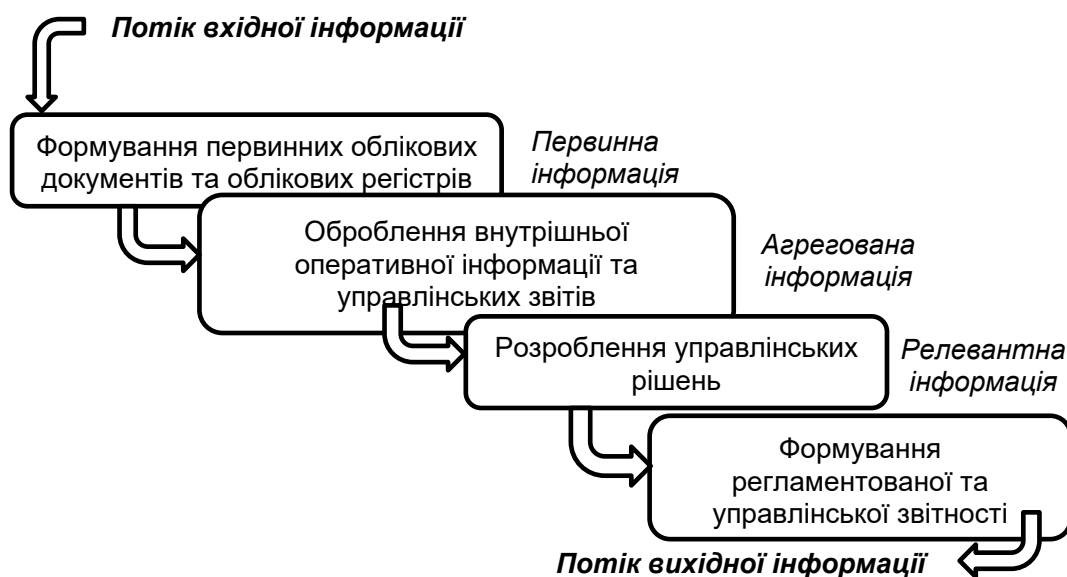 Потік вхідної інформації
Формування первинних облікових
документів та облікових регістрів
Первинна
інформація
Оброблення внутрішньої
оперативної інформації та
управлінських звітів
Агрегована
інформація
Розроблення управлінських
рішень
Релевантна
інформація
Формування
регламентованої та
управлінської звітності
Потік вихідної інформації